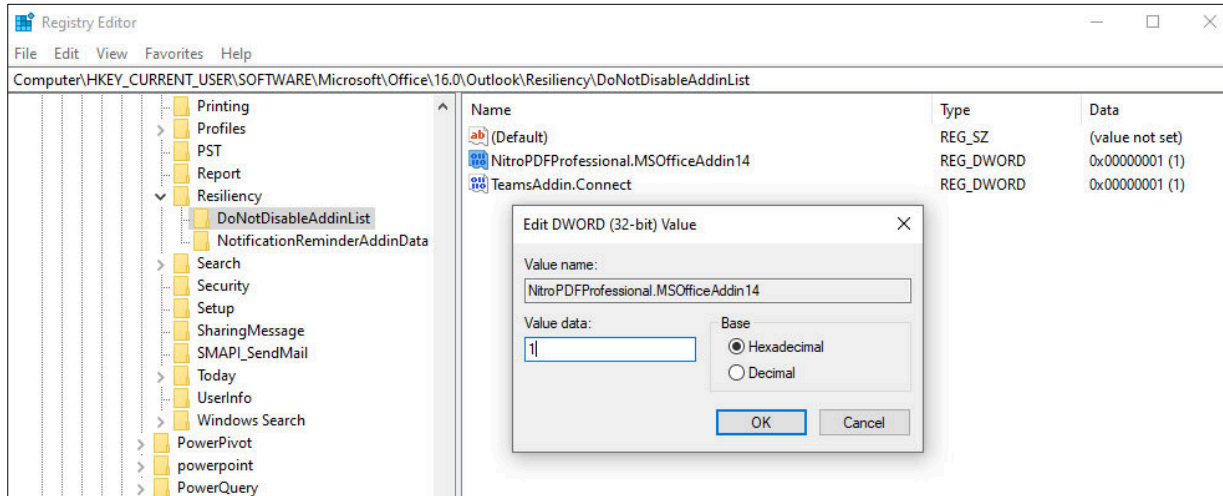 Registry Editor
File Edit View Favorites Help
Computer\HKEY_CURRENT_USER\SOFTWARE\Microsoft\Office\16.0\Outlook\Resiliency\DoNotDisableAddinList
Printing
Profiles
PST
Report
Resiliency
DoNotDisableAddinList
NotificationReminderAddinData
Search
Security
Setup
SharingMessage
SMAPI_SendMail
Today
UserInfo
Windows Search
PowerPivot
powerpoint
PowerQuery
Name Type Data
ab (Default) REG_SZ (value not set)
NitroPDFProfessional.MSOfficeAddin14 REG_DWORD 0x00000001 (1)
TeamsAddin.Connect REG_DWORD 0x00000001 (1)
Edit DWORD (32-bit) Value
Value name:
NitroPDFProfessional.MSOfficeAddin14
Value data:
1
Base
Hexadecimal
Decimal
OK Cancel